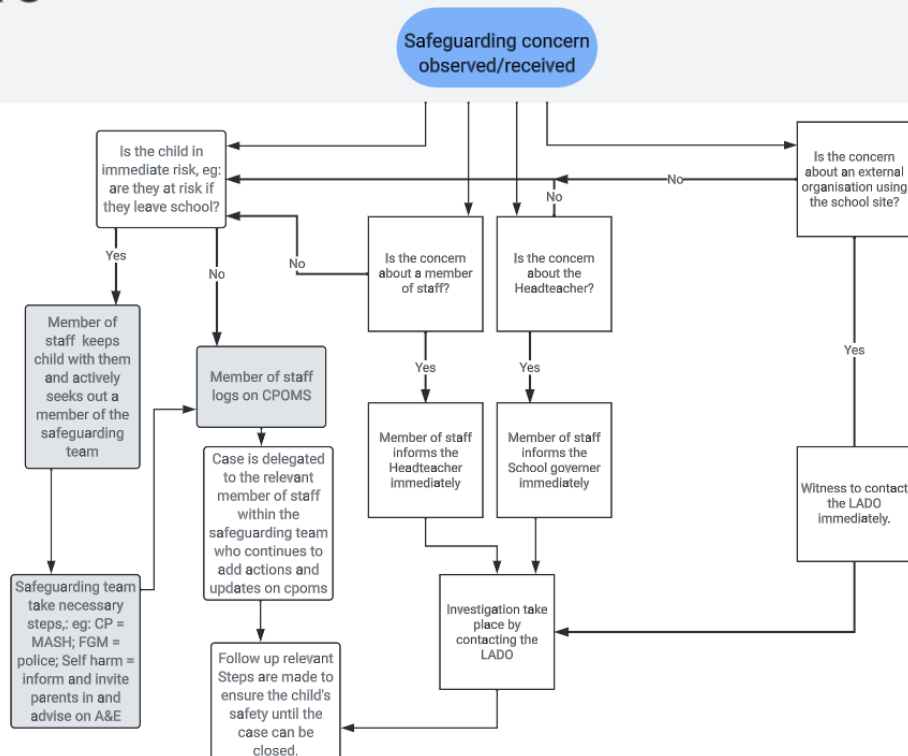 Safeguarding concern
observed/received
Is the child in
immediate risk, eg:
are they at risk if
they leave school?
Is the concern
about an external
organisation using
the school site?
No
No
Is the concern
about a member
of staff?
Is the concern
about the
Headteacher?
Yes
No
No
Member of
staff keeps
child with them
and actively
seeks out a
member of the
safeguarding
team
Member of staff
logs on CPOMS
Yes
Yes
Yes
Member of staff
informs the
Headteacher
immediately
Member of staff
informs the
School governer
immediately
Case is delegated
to the relevant
member of staff
within the
safeguarding team
who continues to
add actions and
updates on cpoms
Witness to contact
the LADO
immediately.
Safeguarding team
take necessary
steps,: eg: CP =
MASH; FGM =
police; Self harm =
inform and invite
parents in and
advise on A&E
Investigation take
place by
contacting the
LADO
Follow up relevant
Steps are made to
ensure the child's
safety until the
case can be
closed.